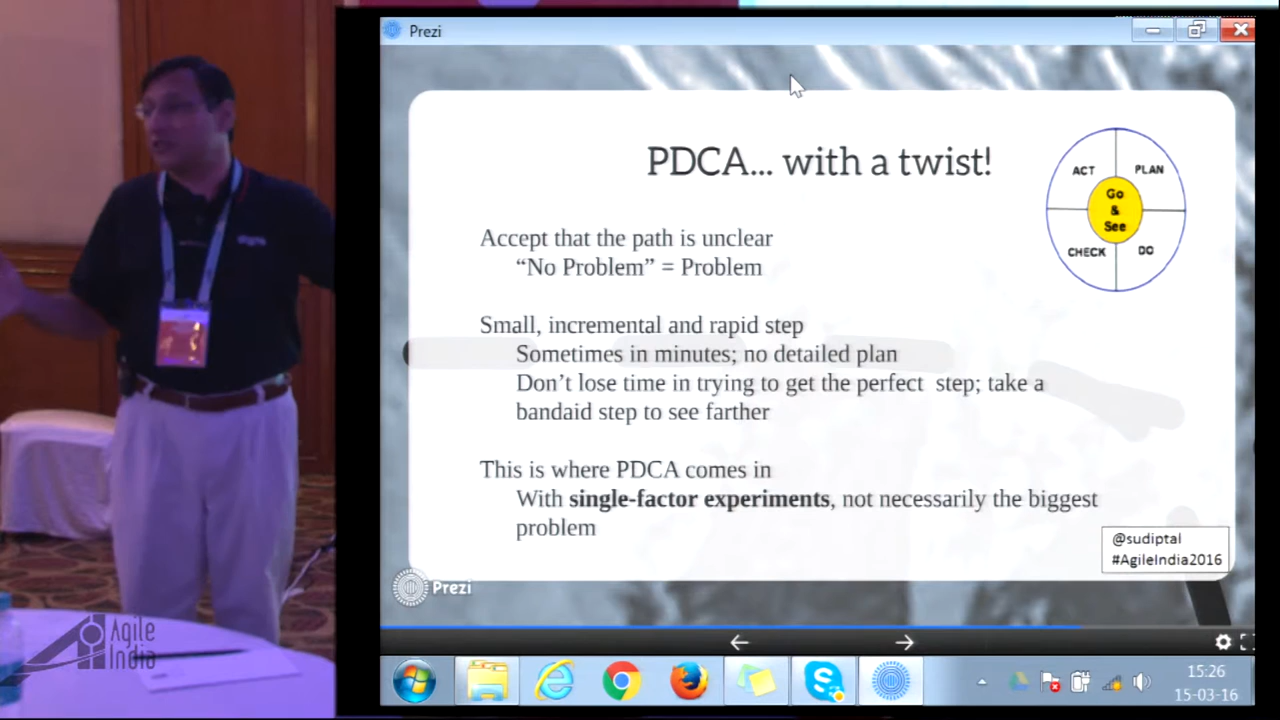 Prezi
PDCA... with a twist!
ACT
PLAN
Go
&
See
CHECK
DO
Accept that the path is unclear
“No Problem” = Problem
Small, incremental and rapid step
Sometimes in minutes; no detailed plan
Don’t lose time in trying to get the perfect step; take a
bandaid step to see farther
This is where PDCA comes in
With single-factor experiments, not necessarily the biggest
problem
@sudiptal
#AgileIndia2016
Prezi
Agile
India
15:26
15-03-16